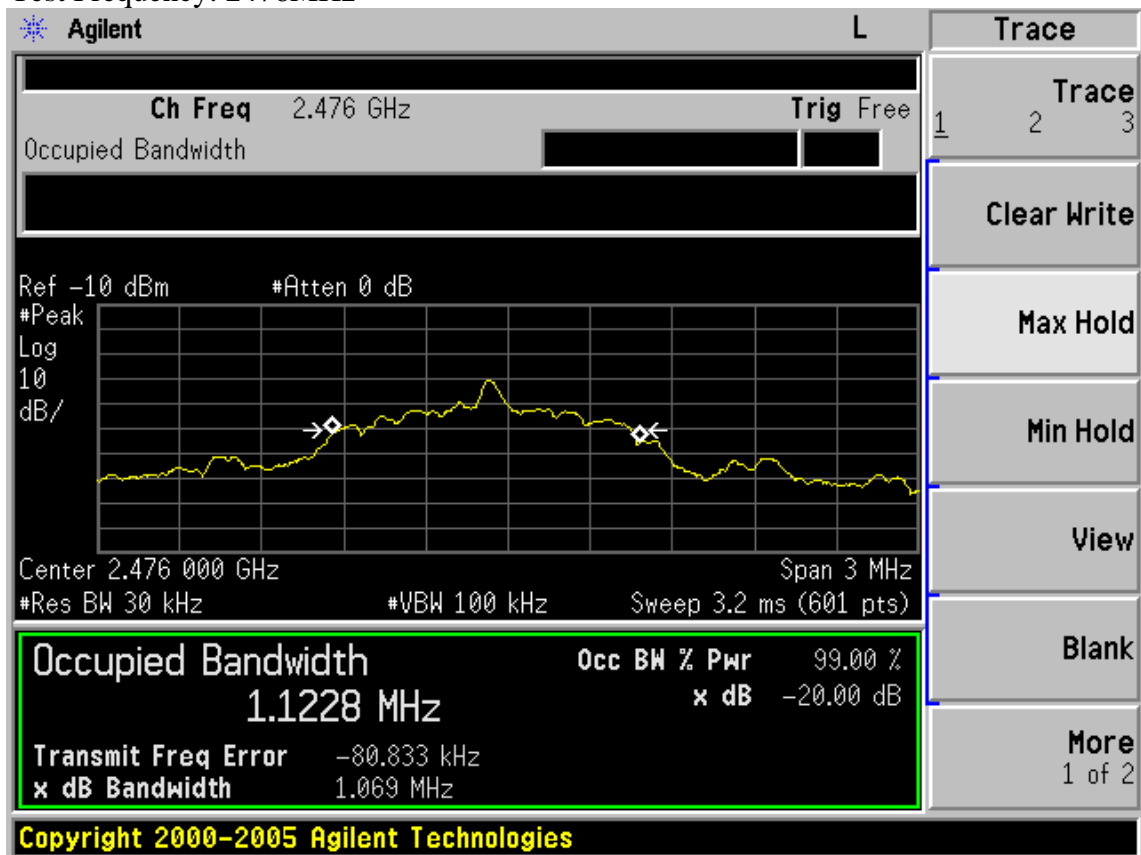 Test Frequency: 2476MHz
Agilent L Trace
Ch Freq 2.476 GHz Trig Free
Occupied Bandwidth
Trace
1 2 3
Clear Write
Max Hold
Min Hold
View
Blank
More
1 of 2
Ref -10 dBm #Atten 0 dB
#Peak
Log
10
dB/
Center 2.476 000 GHz Span 3 MHz
#Res BW 30 kHz #VBW 100 kHz Sweep 3.2 ms (601 pts)
Occupied Bandwidth Occ BW % Pwr 99.00 %
1.1228 MHz x dB -20.00 dB
Transmit Freq Error -80.833 kHz
x dB Bandwidth 1.069 MHz
Copyright 2000-2005 Agilent Technologies